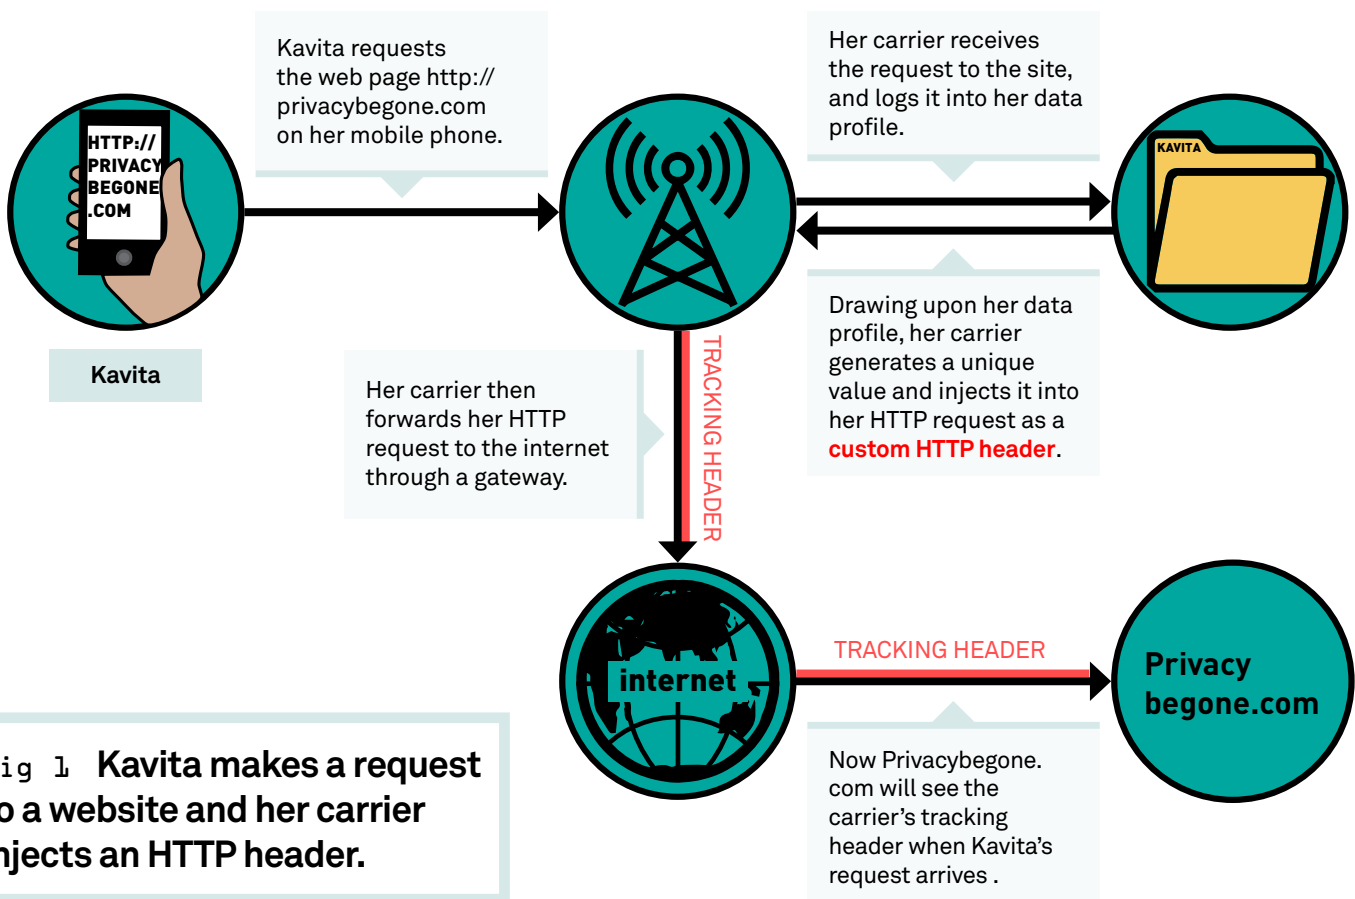 Kavita requests
the web page http://
privacybegone.com
on her mobile phone.
Her carrier receives
the request to the site,
and logs it into her data
profile.
HTTP://
PRIVACY
BEGONE
.COM
KAVITA
Kavita
Drawing upon her data
profile, her carrier
generates a unique
value and injects it into
her HTTP request as a
custom HTTP header.
Her carrier then
forwards her HTTP
request to the internet
through a gateway.
TRACKING HEADER
internet
TRACKING HEADER
Privacy
begone.com
Now Privacybegone.
com will see the
carrier's tracking
header when Kavita's
request arrives .
ig 1 Kavita makes a request
o a website and her carrier
njects an HTTP header.